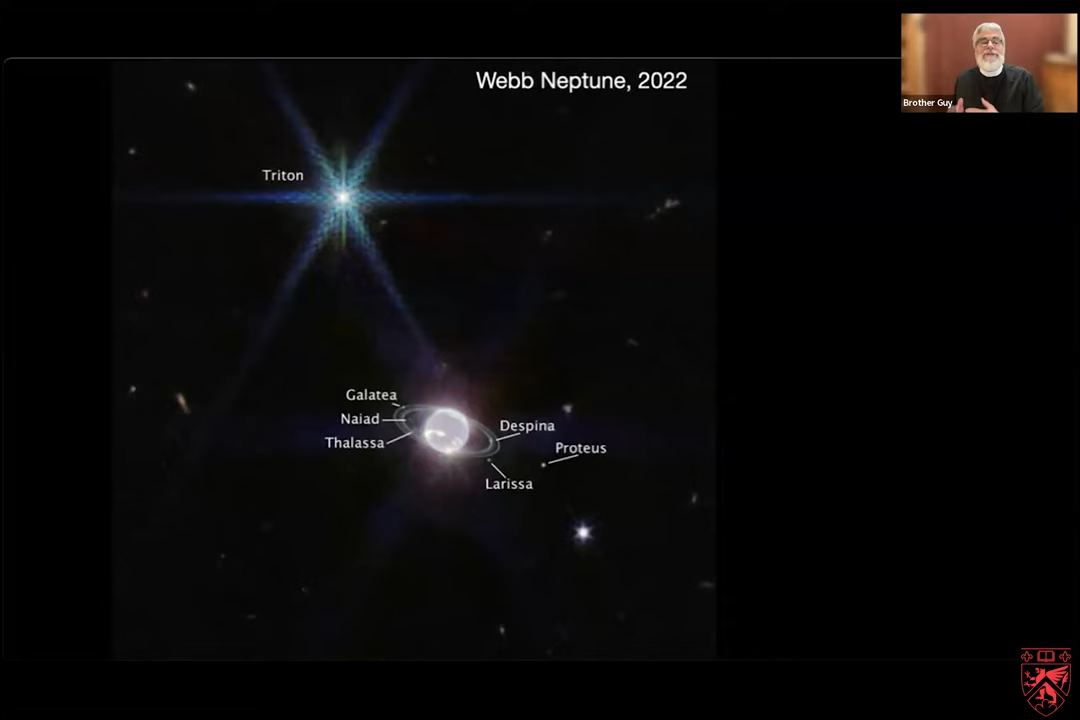 Webb Neptune, 2022
Brother Guy
Triton
Galatea
Naiad
Thalassa
Despina
Proteus
Larissa